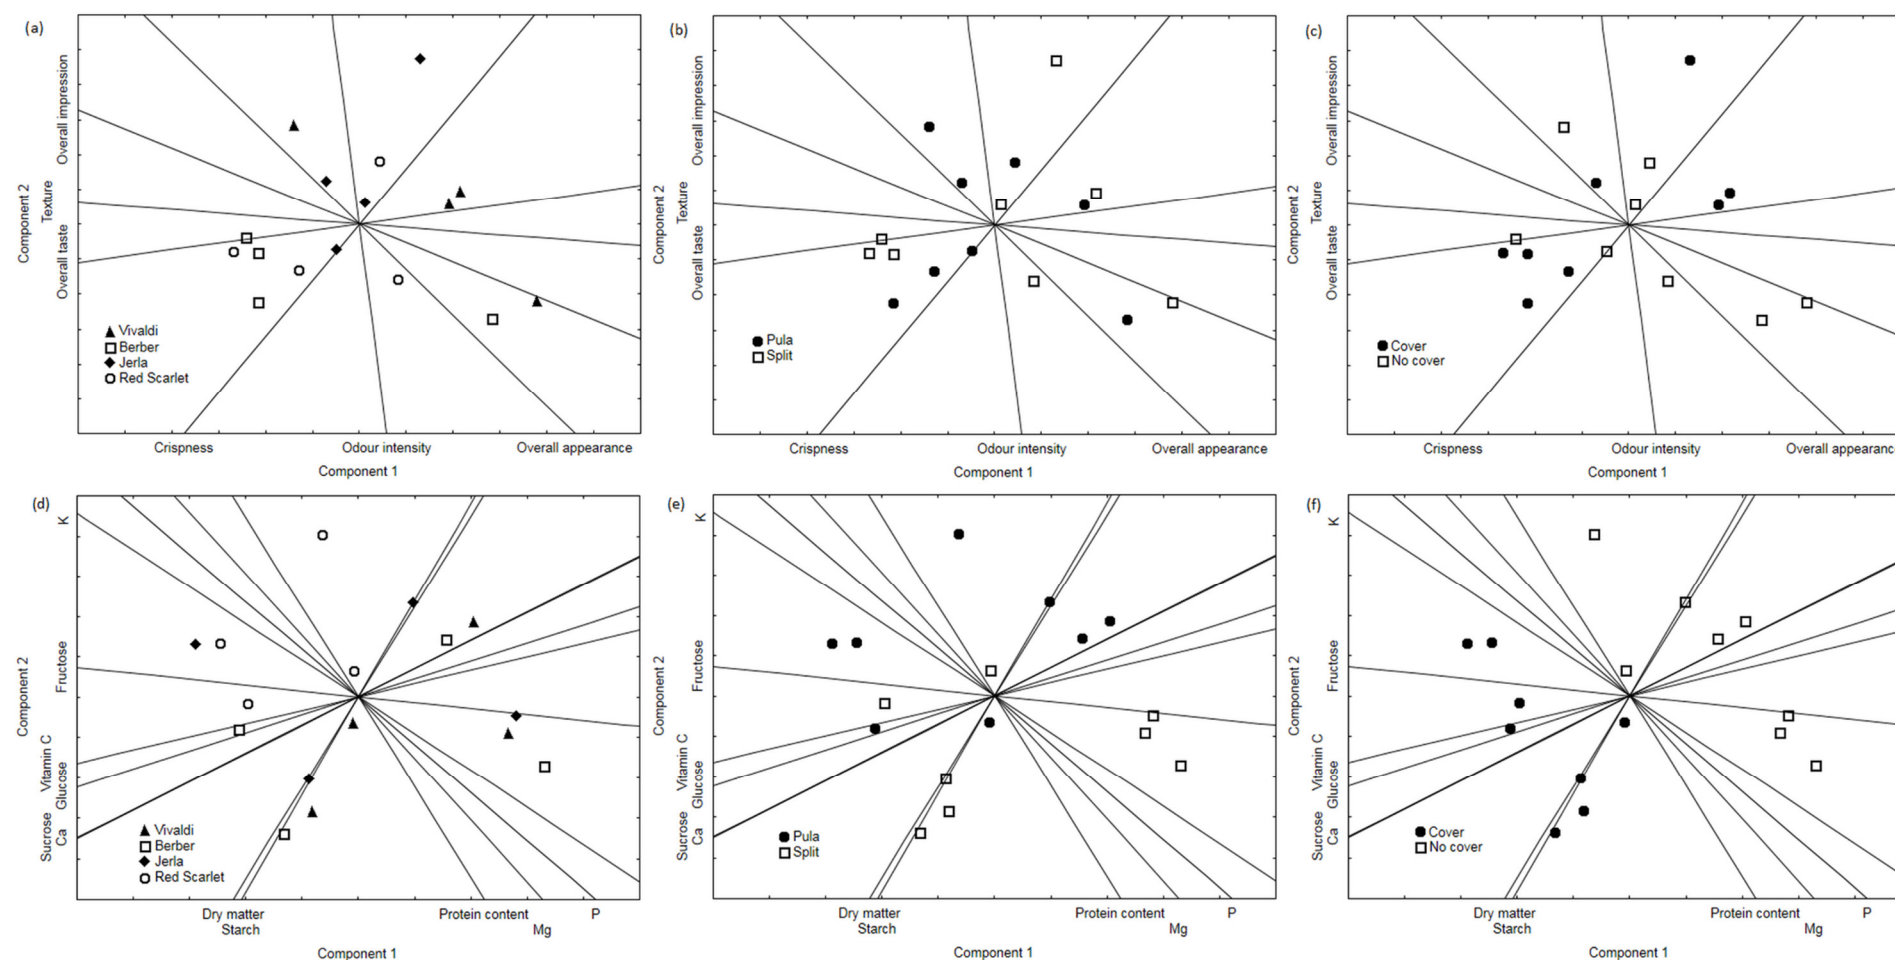 (a)
Overall impression
Component 2
Texture
Overall taste
Vivaldi
Berber
Jerla
Red Scarlet
Crispness Odour intensity Overall appearance
Component 1
(b)
Overall impression
Component 2
Texture
Overall taste
Pula
Split
Crispness Odour intensity Overall appearance
Component 1
(c)
Overall impression
Component 2
Texture
Overall taste
Cover
No cover
Crispness Odour intensity Overall appearance
Component 1
(d)
K
Component 2
Fructose
Vitamin C
Glucose
Sucrose
Ca
Vivaldi
Berber
Jerla
Red Scarlet
Dry matter Protein content P
Starch Mg
Component 1
(e)
K
Component 2
Fructose
Vitamin C
Glucose
Sucrose
Ca
Pula
Split
Dry matter Protein content P
Starch Mg
Component 1
(f)
K
Component 2
Fructose
Vitamin C
Glucose
Sucrose
Ca
Cover
No cover
Dry matter Protein content P
Starch Mg
Component 1